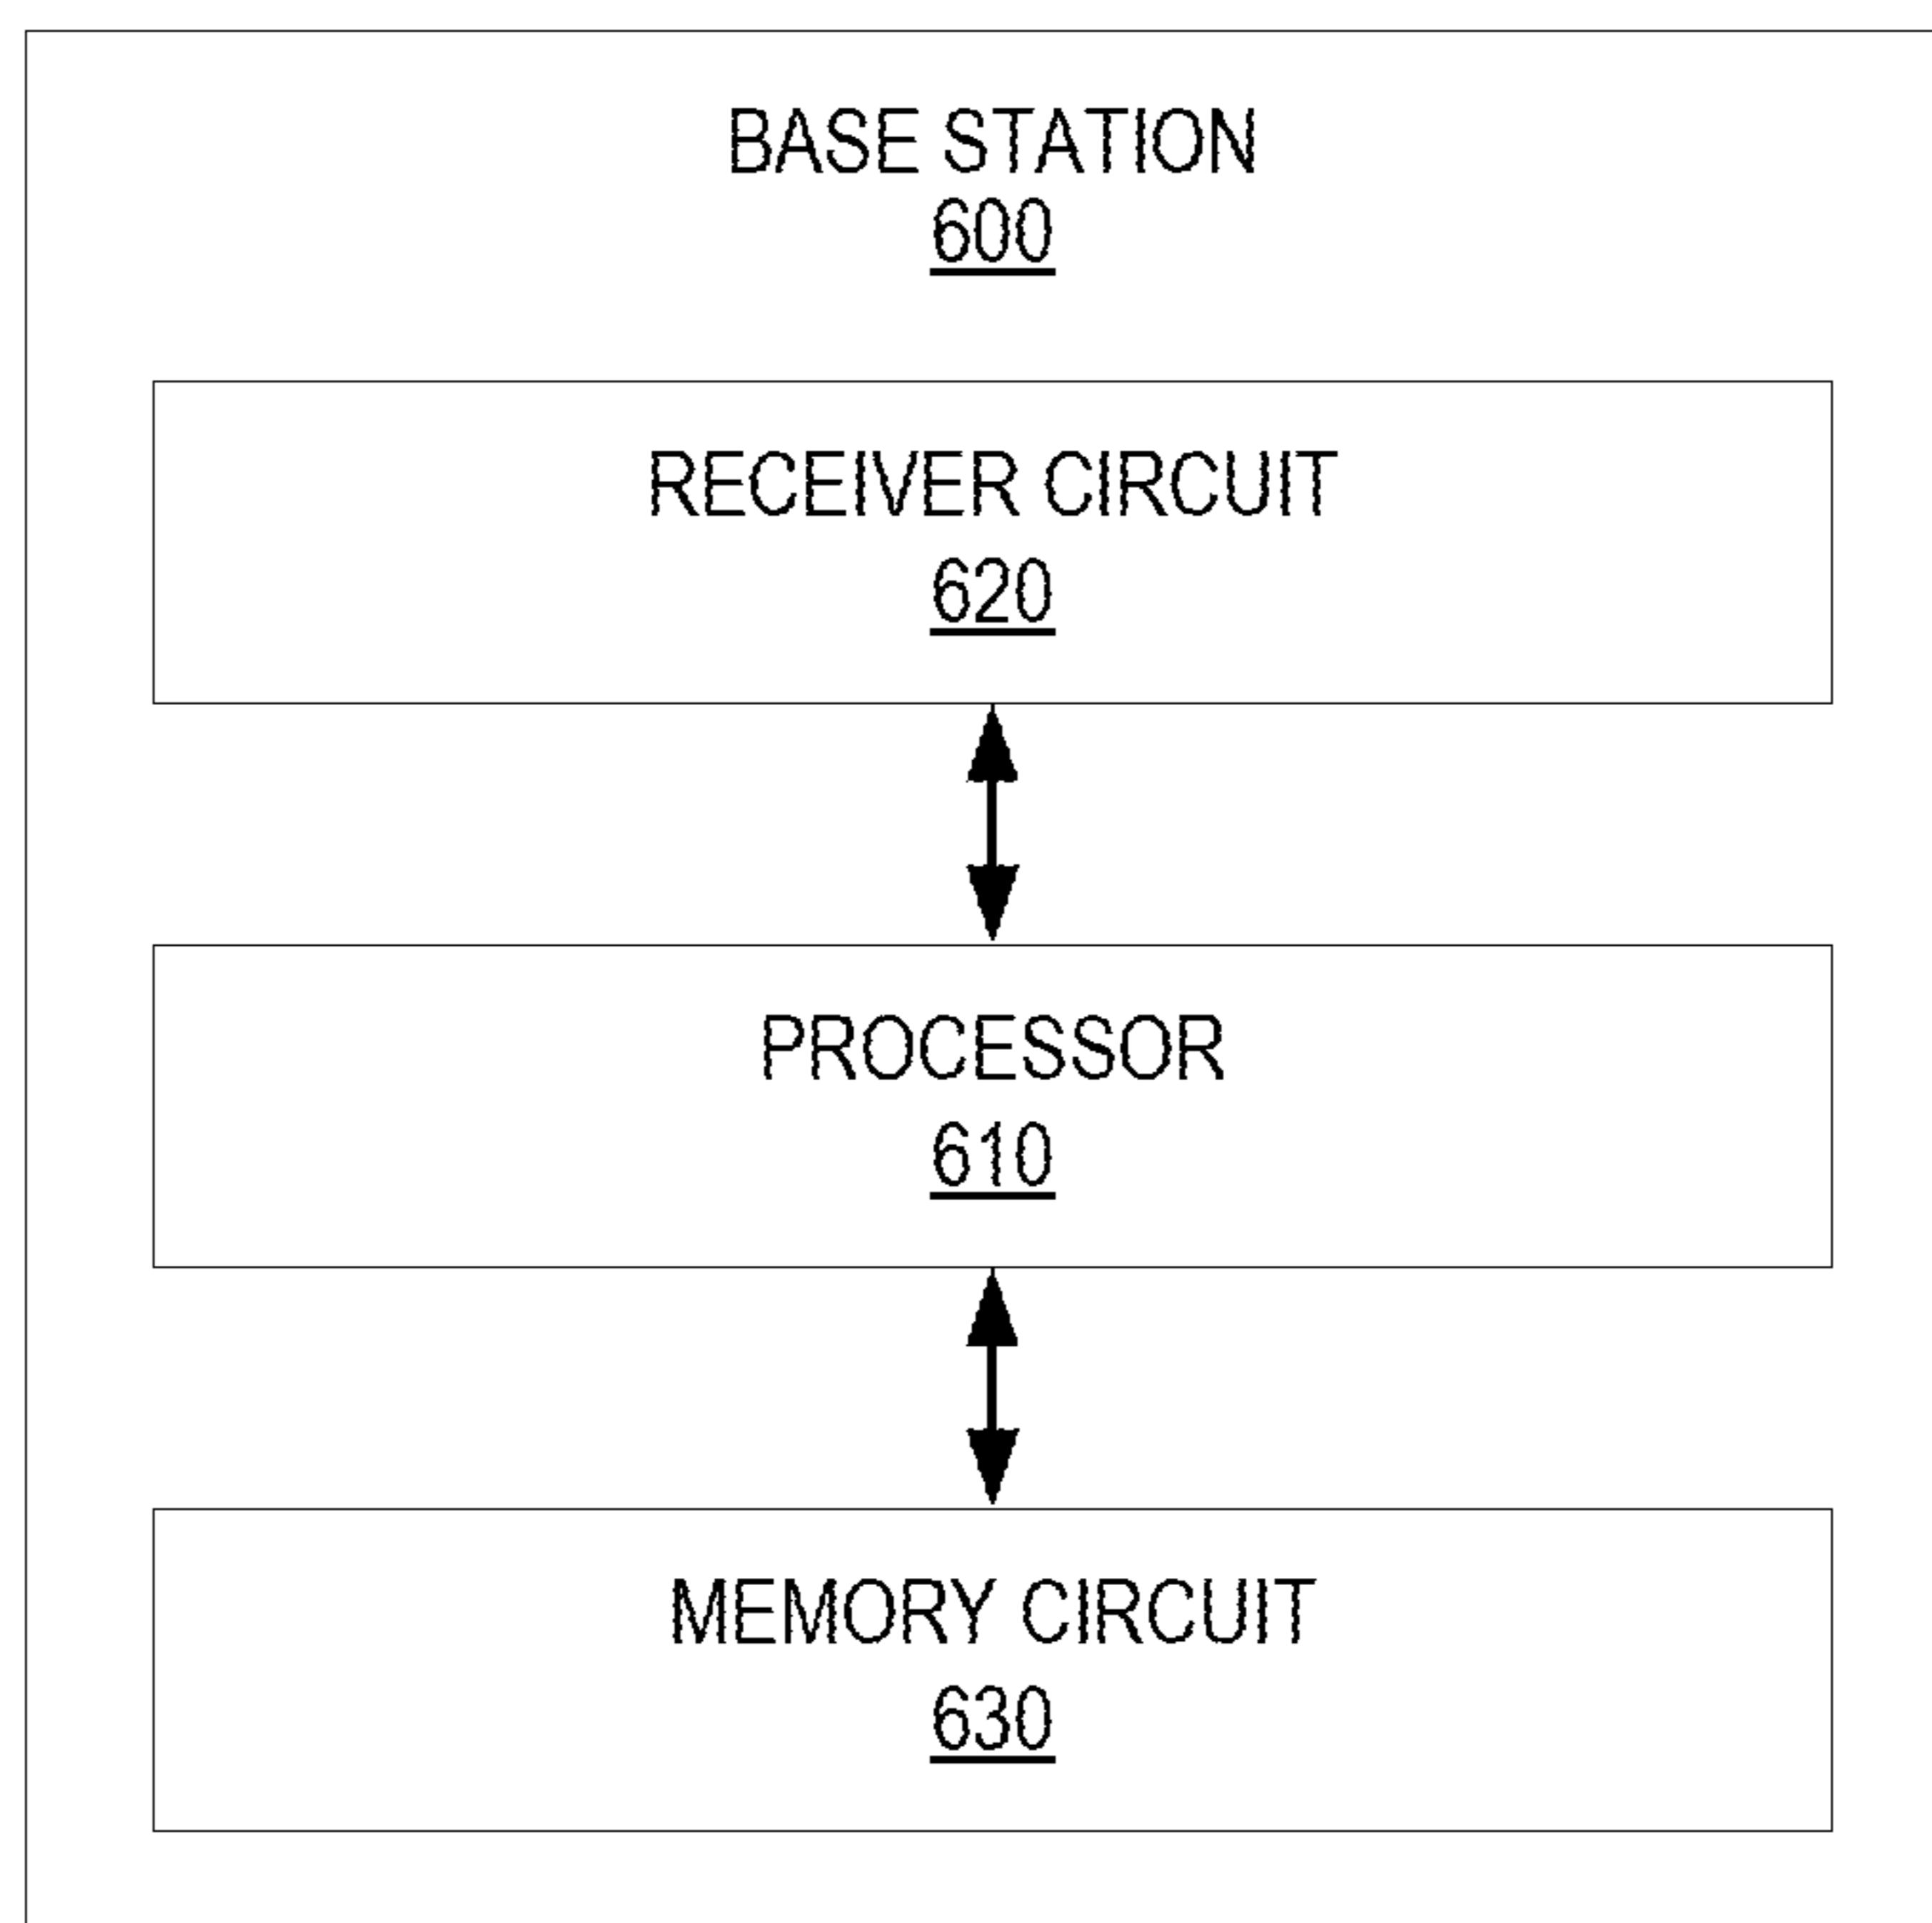 BASE STATION
600
RECEIVER CIRCUIT
620
PROCESSOR
610
MEMORY CIRCUIT
630